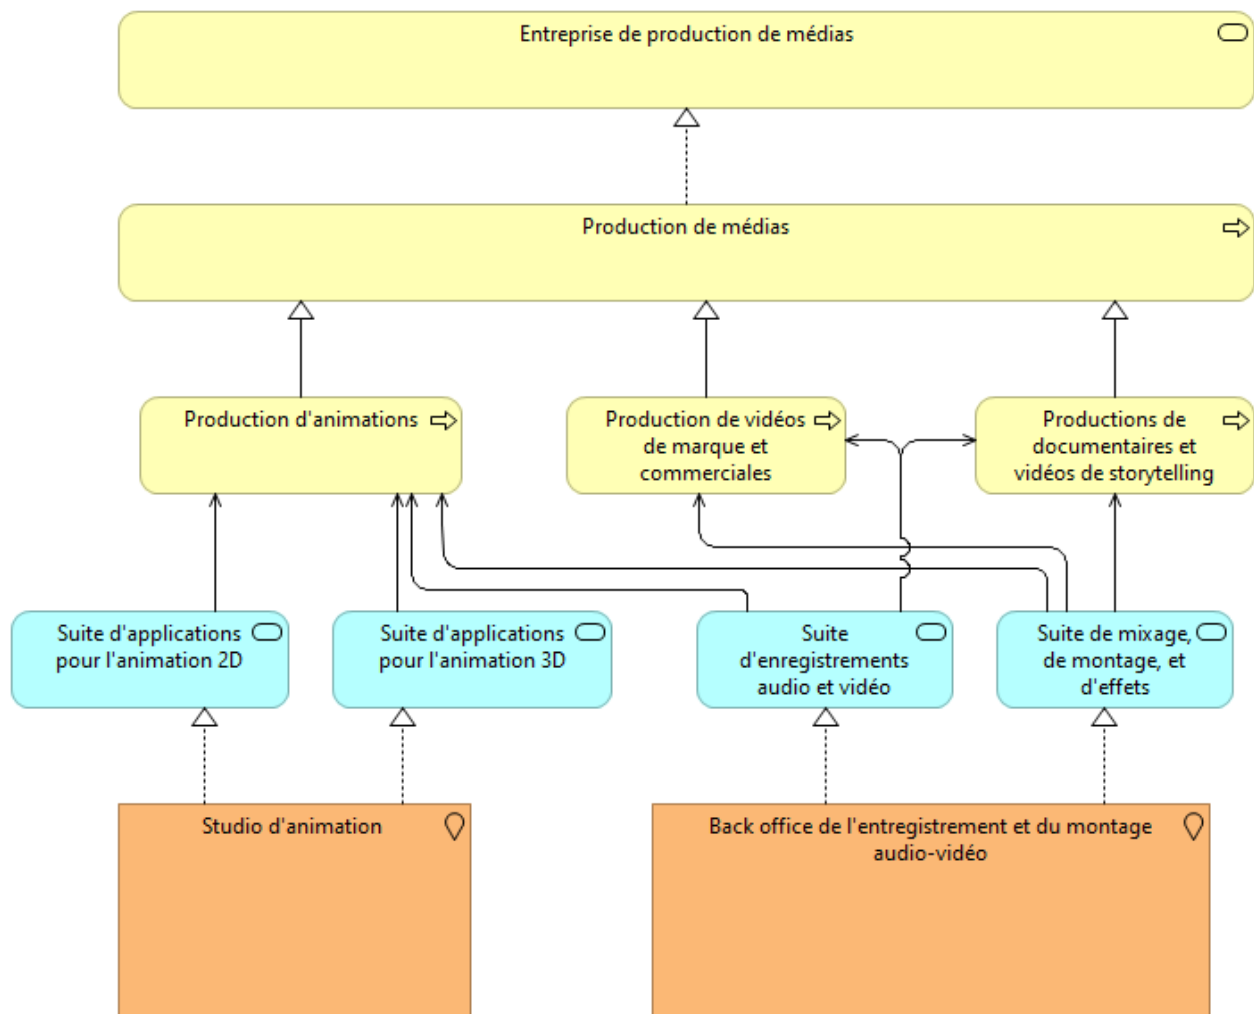 Entreprise de production de médias
Production de médias
Production d'animations
Production de vidéos
de marque et
commerciales
Productions de
documentaires et
vidéos de storytelling
Suite d'applications
pour l'animation 2D
Suite d'applications
pour l'animation 3D
Suite
d'enregistrements
audio et vidéo
Suite de mixage,
de montage, et
d'effets
Studio d'animation
Back office de l'entregistrement et du montage
audio-vidéo